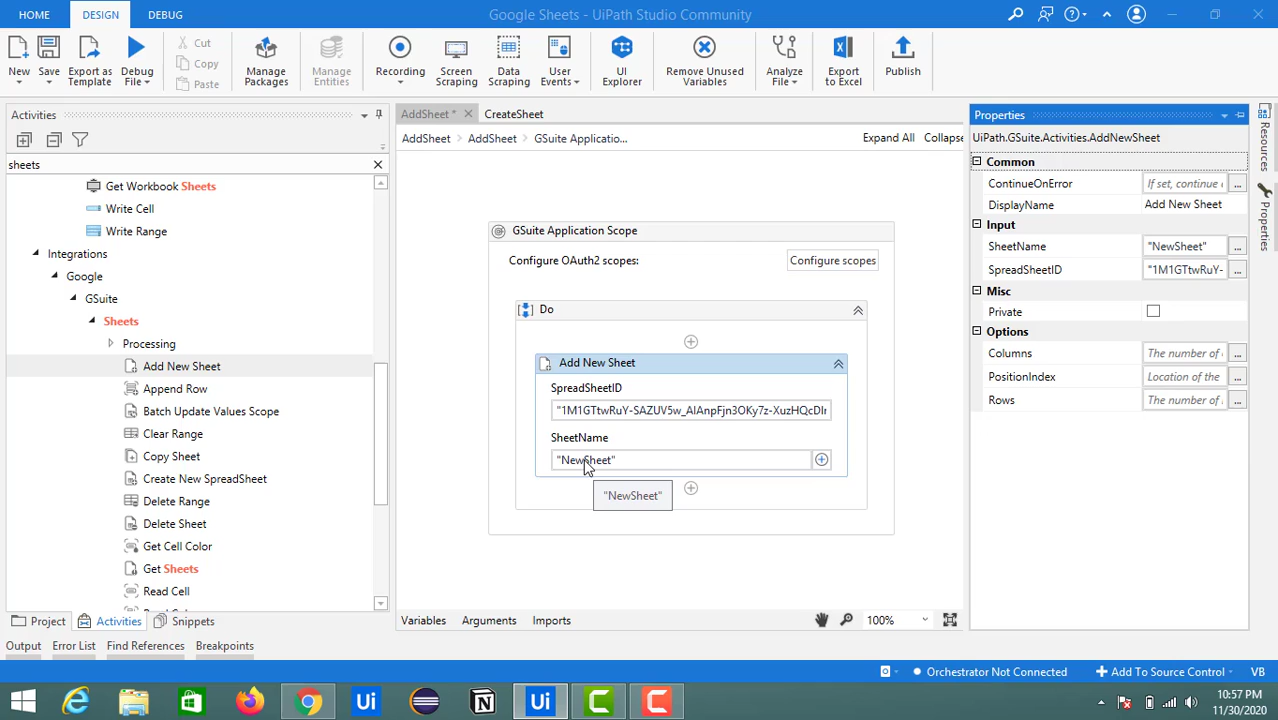 HOME
DESIGN
DEBUG
Google Sheets - UiPath Studio Community
New
Save
Export as Template
Debug File
Cut
Copy
Paste
Manage Packages
Manage Entities
Recording
Screen Scraping
Data Scraping
User Events
UI Explorer
Remove Unused Variables
Analyze File
Export to Excel
Publish
Activities
sheets
Get Workbook Sheets
Write Cell
Write Range
Integrations
Google
GSuite
Sheets
Processing
Add New Sheet
Append Row
Batch Update Values Scope
Clear Range
Copy Sheet
Create New SpreadSheet
Delete Range
Delete Sheet
Get Cell Color
Get Sheets
Read Cell
Project
Activities
Snippets
Output
Error List
Find References
Breakpoints
AddSheet *
CreateSheet
AddSheet > AddSheet > GSuite Applicatio...
Expand All
Collapse
GSuite Application Scope
Configure OAuth2 scopes:
Configure scopes
Do
Add New Sheet
SpreadSheetID
SheetName
"NewSheet"
"NewSheet"
Variables
Arguments
Imports
100%
Properties
UiPath.GSuite.Activities.AddNewSheet
Common
ContinueOnError
If set, continue
DisplayName
Add New Sheet
Input
SheetName
"NewSheet"
SpreadSheetID
"1M1GTtwRuY-
Misc
Private
Options
Columns
The number of
PositionIndex
Location of the
Rows
The number of
Resources
Properties
Orchestrator Not Connected
Add To Source Control
VB
Ui
Ui
10:57 PM
11/30/2020